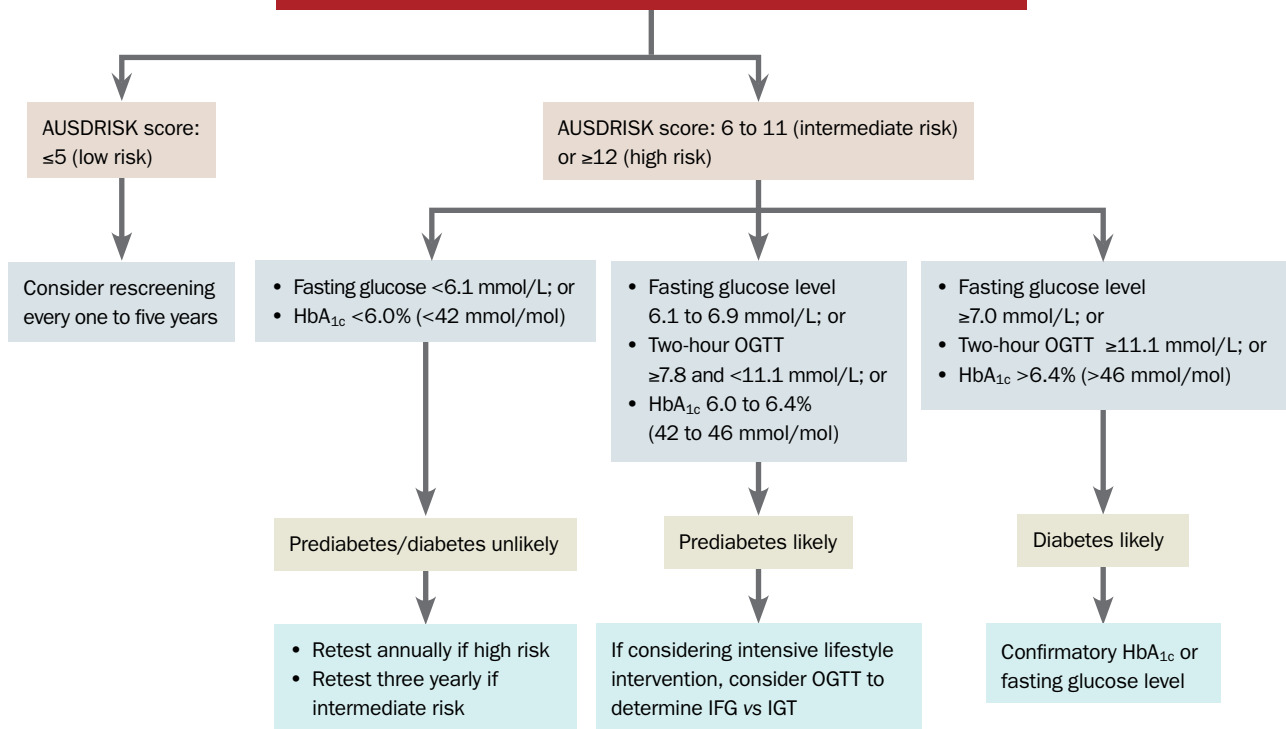 AUSDRISK score:
≤5 (low risk)
AUSDRISK score: 6 to 11 (intermediate risk)
or ≥12 (high risk)
Consider rescreening
every one to five years
• Fasting glucose <6.1 mmol/L; or
• HbA1c <6.0% (<42 mmol/mol)
• Fasting glucose level
6.1 to 6.9 mmol/L; or
• Two-hour OGTT
≥7.8 and <11.1 mmol/L; or
• HbA1c 6.0 to 6.4%
(42 to 46 mmol/mol)
• Fasting glucose level
≥7.0 mmol/L; or
• Two-hour OGTT ≥11.1 mmol/L; or
• HbA1c >6.4% (>46 mmol/mol)
Prediabetes/diabetes unlikely
Prediabetes likely
Diabetes likely
• Retest annually if high risk
• Retest three yearly if
intermediate risk
If considering intensive lifestyle
intervention, consider OGTT to
determine IFG vs IGT
Confirmatory HbA1c or
fasting glucose level